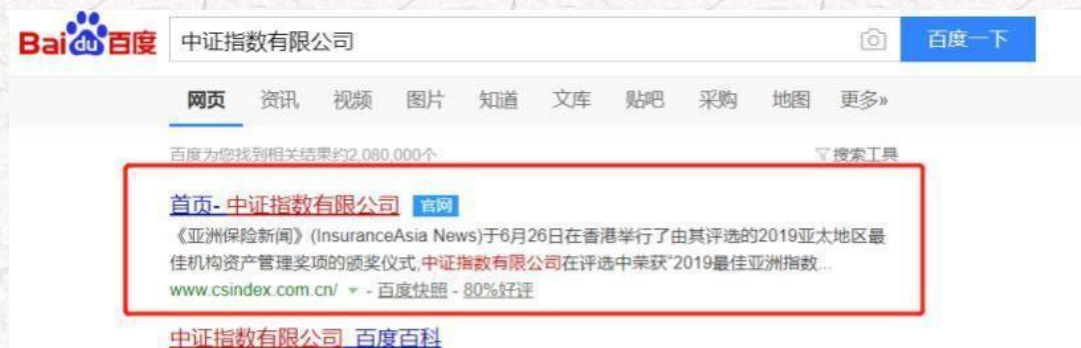 Bai du 百度 中证指数有限公司 百度一下
网页 资讯 视频 图片 知道 文库 贴吧 采购 地图 更多»
百度为您找到相关结果约2,080,000个 搜索工具
首页- 中证指数有限公司 官网
《亚洲保险新闻》(InsuranceAsia News)于6月26日在香港举行了由其评选的2019亚太地区最
佳机构资产管理奖项的颁奖仪式,中证指数有限公司在评选中荣获“2019最佳亚洲指数...
www.csindex.com.cn/ - 百度快照 - 80%好评
中证指数有限公司_百度百科